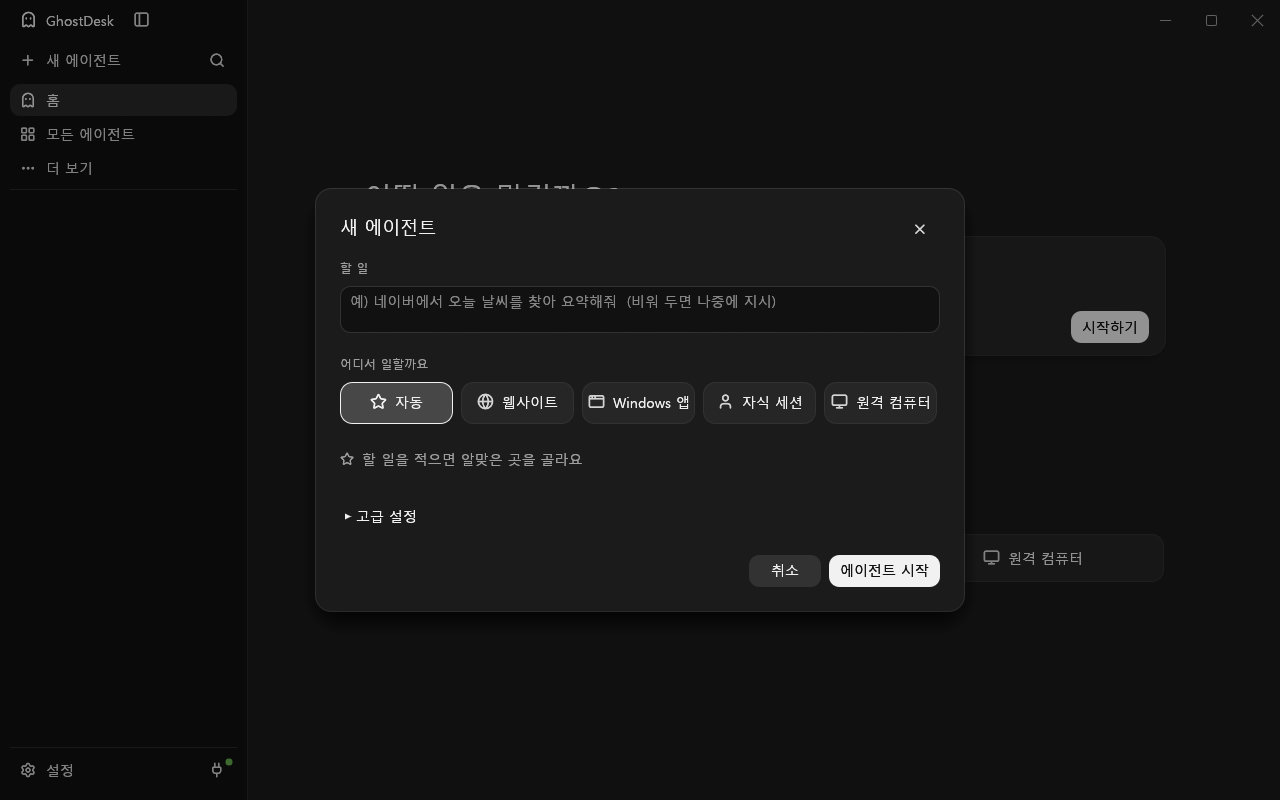 GhostDesk
새 에이전트
홈
모든 에이전트
더 보기
새 에이전트
할 일
예) 네이버에서 오늘 날씨를 찾아 요약해줘 (비워 두면 나중에 지시)
시작하기
어디서 일할까요
자동
웹사이트
Windows 앱
자식 세션
원격 컴퓨터
할 일을 적으면 알맞은 곳을 골라요
▸ 고급 설정
원격 컴퓨터
취소
에이전트 시작
설정